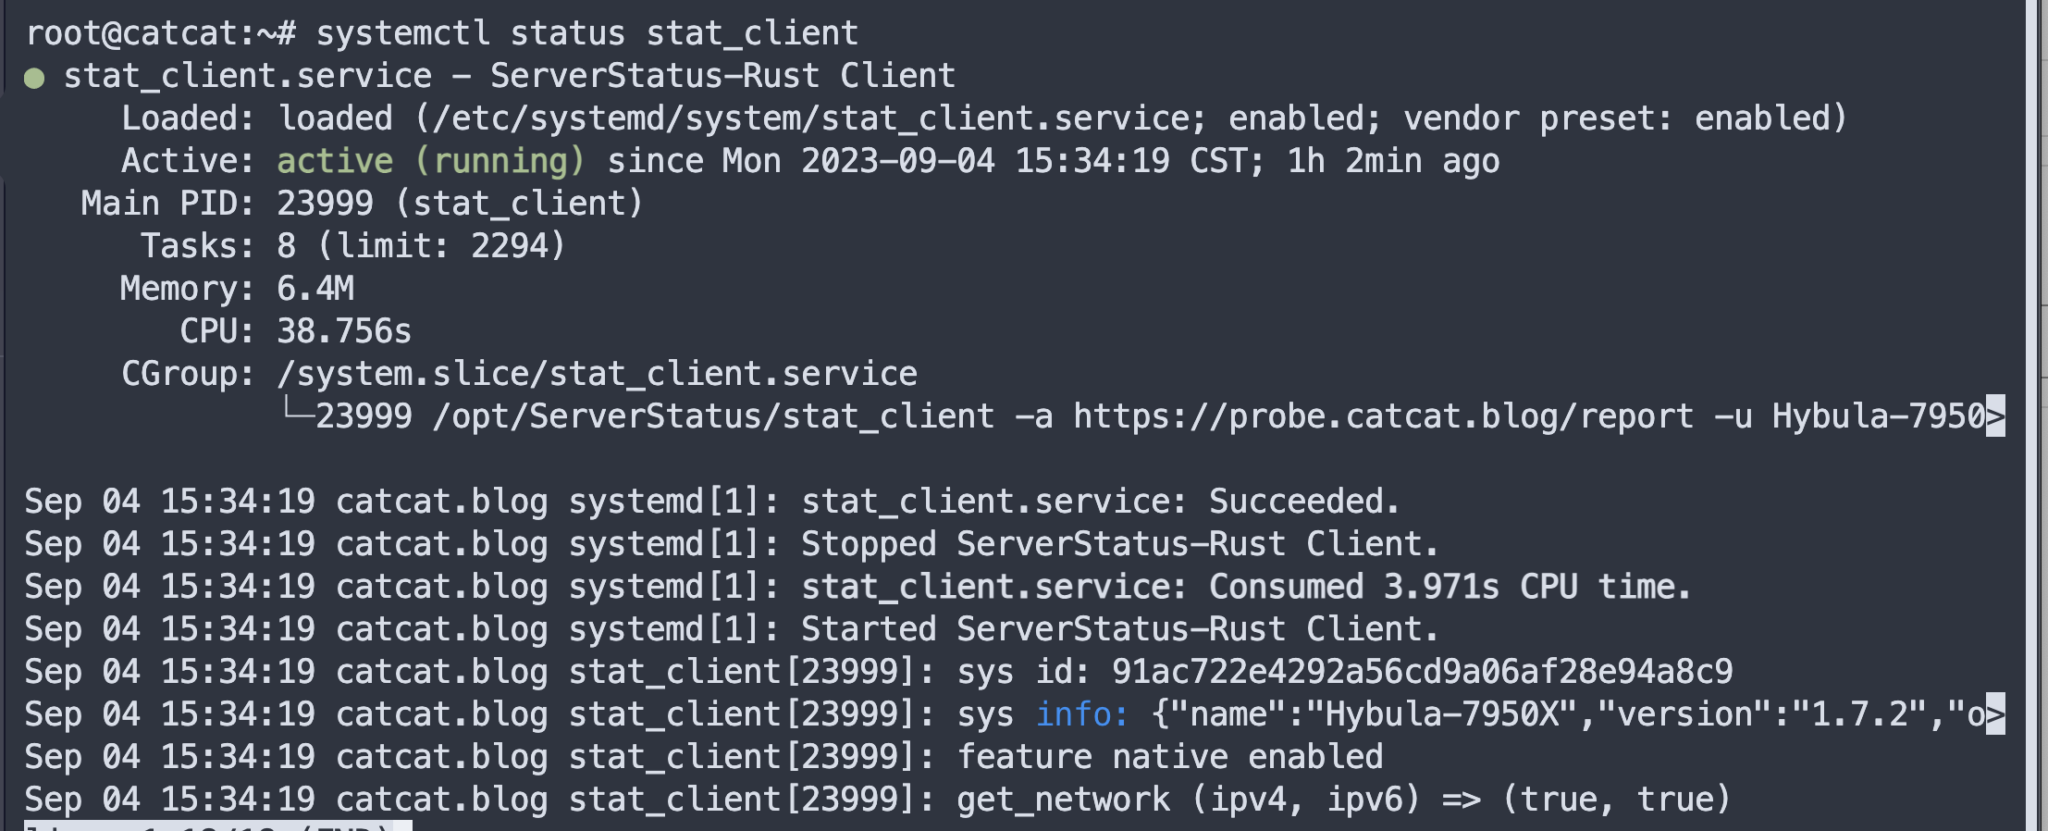 root@catcat:~# systemctl status stat_client
● stat_client.service – ServerStatus-Rust Client
Loaded: loaded (/etc/systemd/system/stat_client.service; enabled; vendor preset: enabled)
Active: active (running) since Mon 2023-09-04 15:34:19 CST; 1h 2min ago
Main PID: 23999 (stat_client)
Tasks: 8 (limit: 2294)
Memory: 6.4M
CPU: 38.756s
CGroup: /system.slice/stat_client.service
└─23999 /opt/ServerStatus/stat_client -a https://probe.catcat.blog/report -u Hybula-7950>
Sep 04 15:34:19 catcat.blog systemd[1]: stat_client.service: Succeeded.
Sep 04 15:34:19 catcat.blog systemd[1]: Stopped ServerStatus-Rust Client.
Sep 04 15:34:19 catcat.blog systemd[1]: stat_client.service: Consumed 3.971s CPU time.
Sep 04 15:34:19 catcat.blog systemd[1]: Started ServerStatus-Rust Client.
Sep 04 15:34:19 catcat.blog stat_client[23999]: sys id: 91ac722e4292a56cd9a06af28e94a8c9
Sep 04 15:34:19 catcat.blog stat_client[23999]: sys info: {"name":"Hybula-7950X","version":"1.7.2","o>
Sep 04 15:34:19 catcat.blog stat_client[23999]: feature native enabled
Sep 04 15:34:19 catcat.blog stat_client[23999]: get_network (ipv4, ipv6) => (true, true)